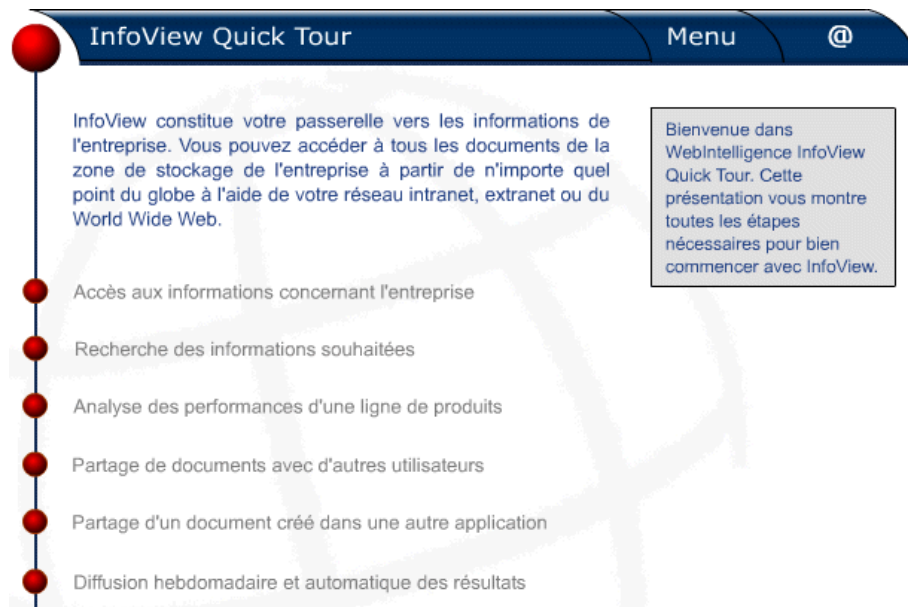 InfoView Quick Tour
Menu
@
InfoView constitue votre passerelle vers les informations de
l'entreprise. Vous pouvez accéder à tous les documents de la
zone de stockage de l'entreprise à partir de n'importe quel
point du globe à l'aide de votre réseau intranet, extranet ou du
World Wide Web.
Bienvenue dans
WebIntelligence InfoView
Quick Tour. Cette
présentation vous montre
toutes les étapes
nécessaires pour bien
commencer avec InfoView.
Accès aux informations concernant l'entreprise
Recherche des informations souhaitées
Analyse des performances d'une ligne de produits
Partage de documents avec d'autres utilisateurs
Partage d'un document créé dans une autre application
Diffusion hebdomadaire et automatique des résultats